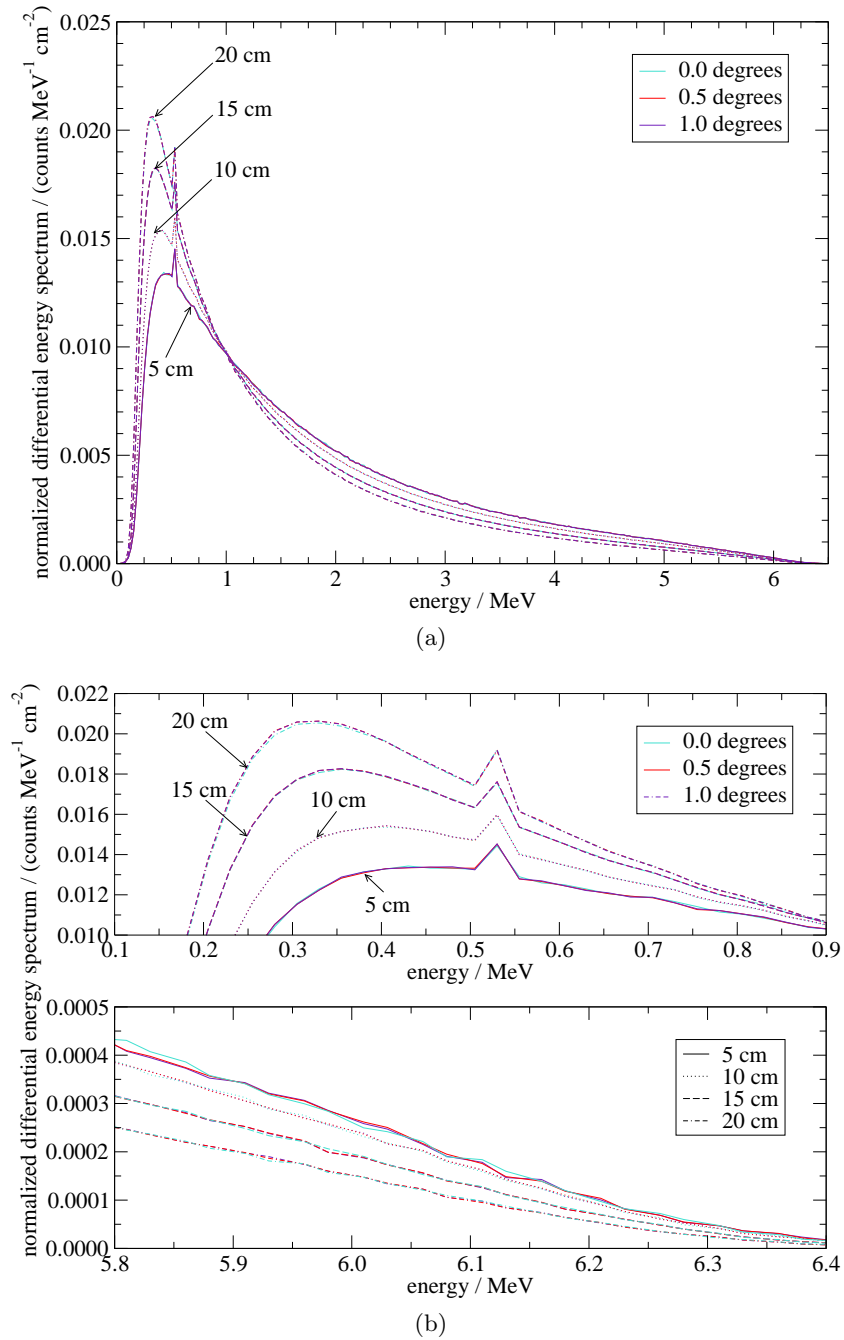 normalized differential energy spectrum / (counts MeV⁻¹ cm⁻²)
0.025
0.020
0.015
0.010
0.005
0.000
20 cm
15 cm
10 cm
5 cm
0.0 degrees
0.5 degrees
1.0 degrees
0 1 2 3 4 5 6
energy / MeV
(a)
normalized differential energy spectrum / (counts MeV⁻¹ cm⁻²)
0.022
0.020
0.018
0.016
0.014
0.012
0.010
20 cm
15 cm
10 cm
5 cm
0.0 degrees
0.5 degrees
1.0 degrees
0.1 0.2 0.3 0.4 0.5 0.6 0.7 0.8 0.9
energy / MeV
0.0005
0.0004
0.0003
0.0002
0.0001
0.0000
5 cm
10 cm
15 cm
20 cm
5.8 5.9 6.0 6.1 6.2 6.3 6.4
energy / MeV
(b)